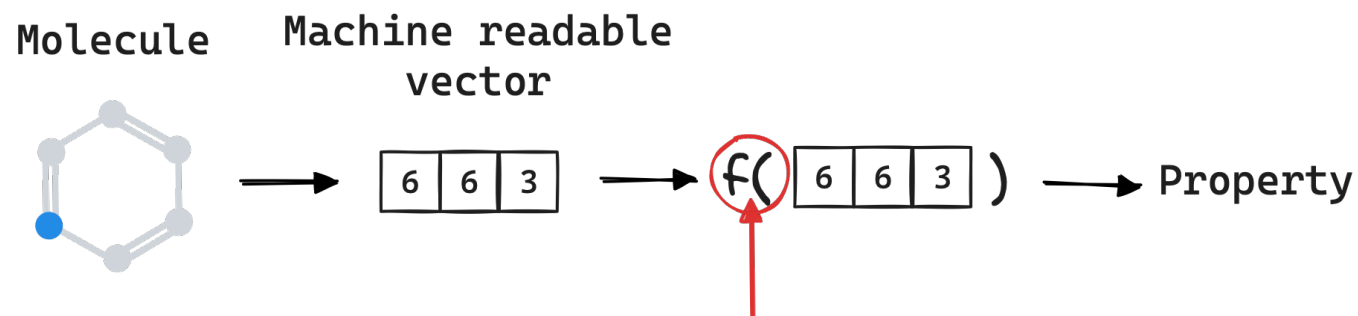 Molecule
Machine readable
vector
6 6 3
f( 6 6 3 )
Property